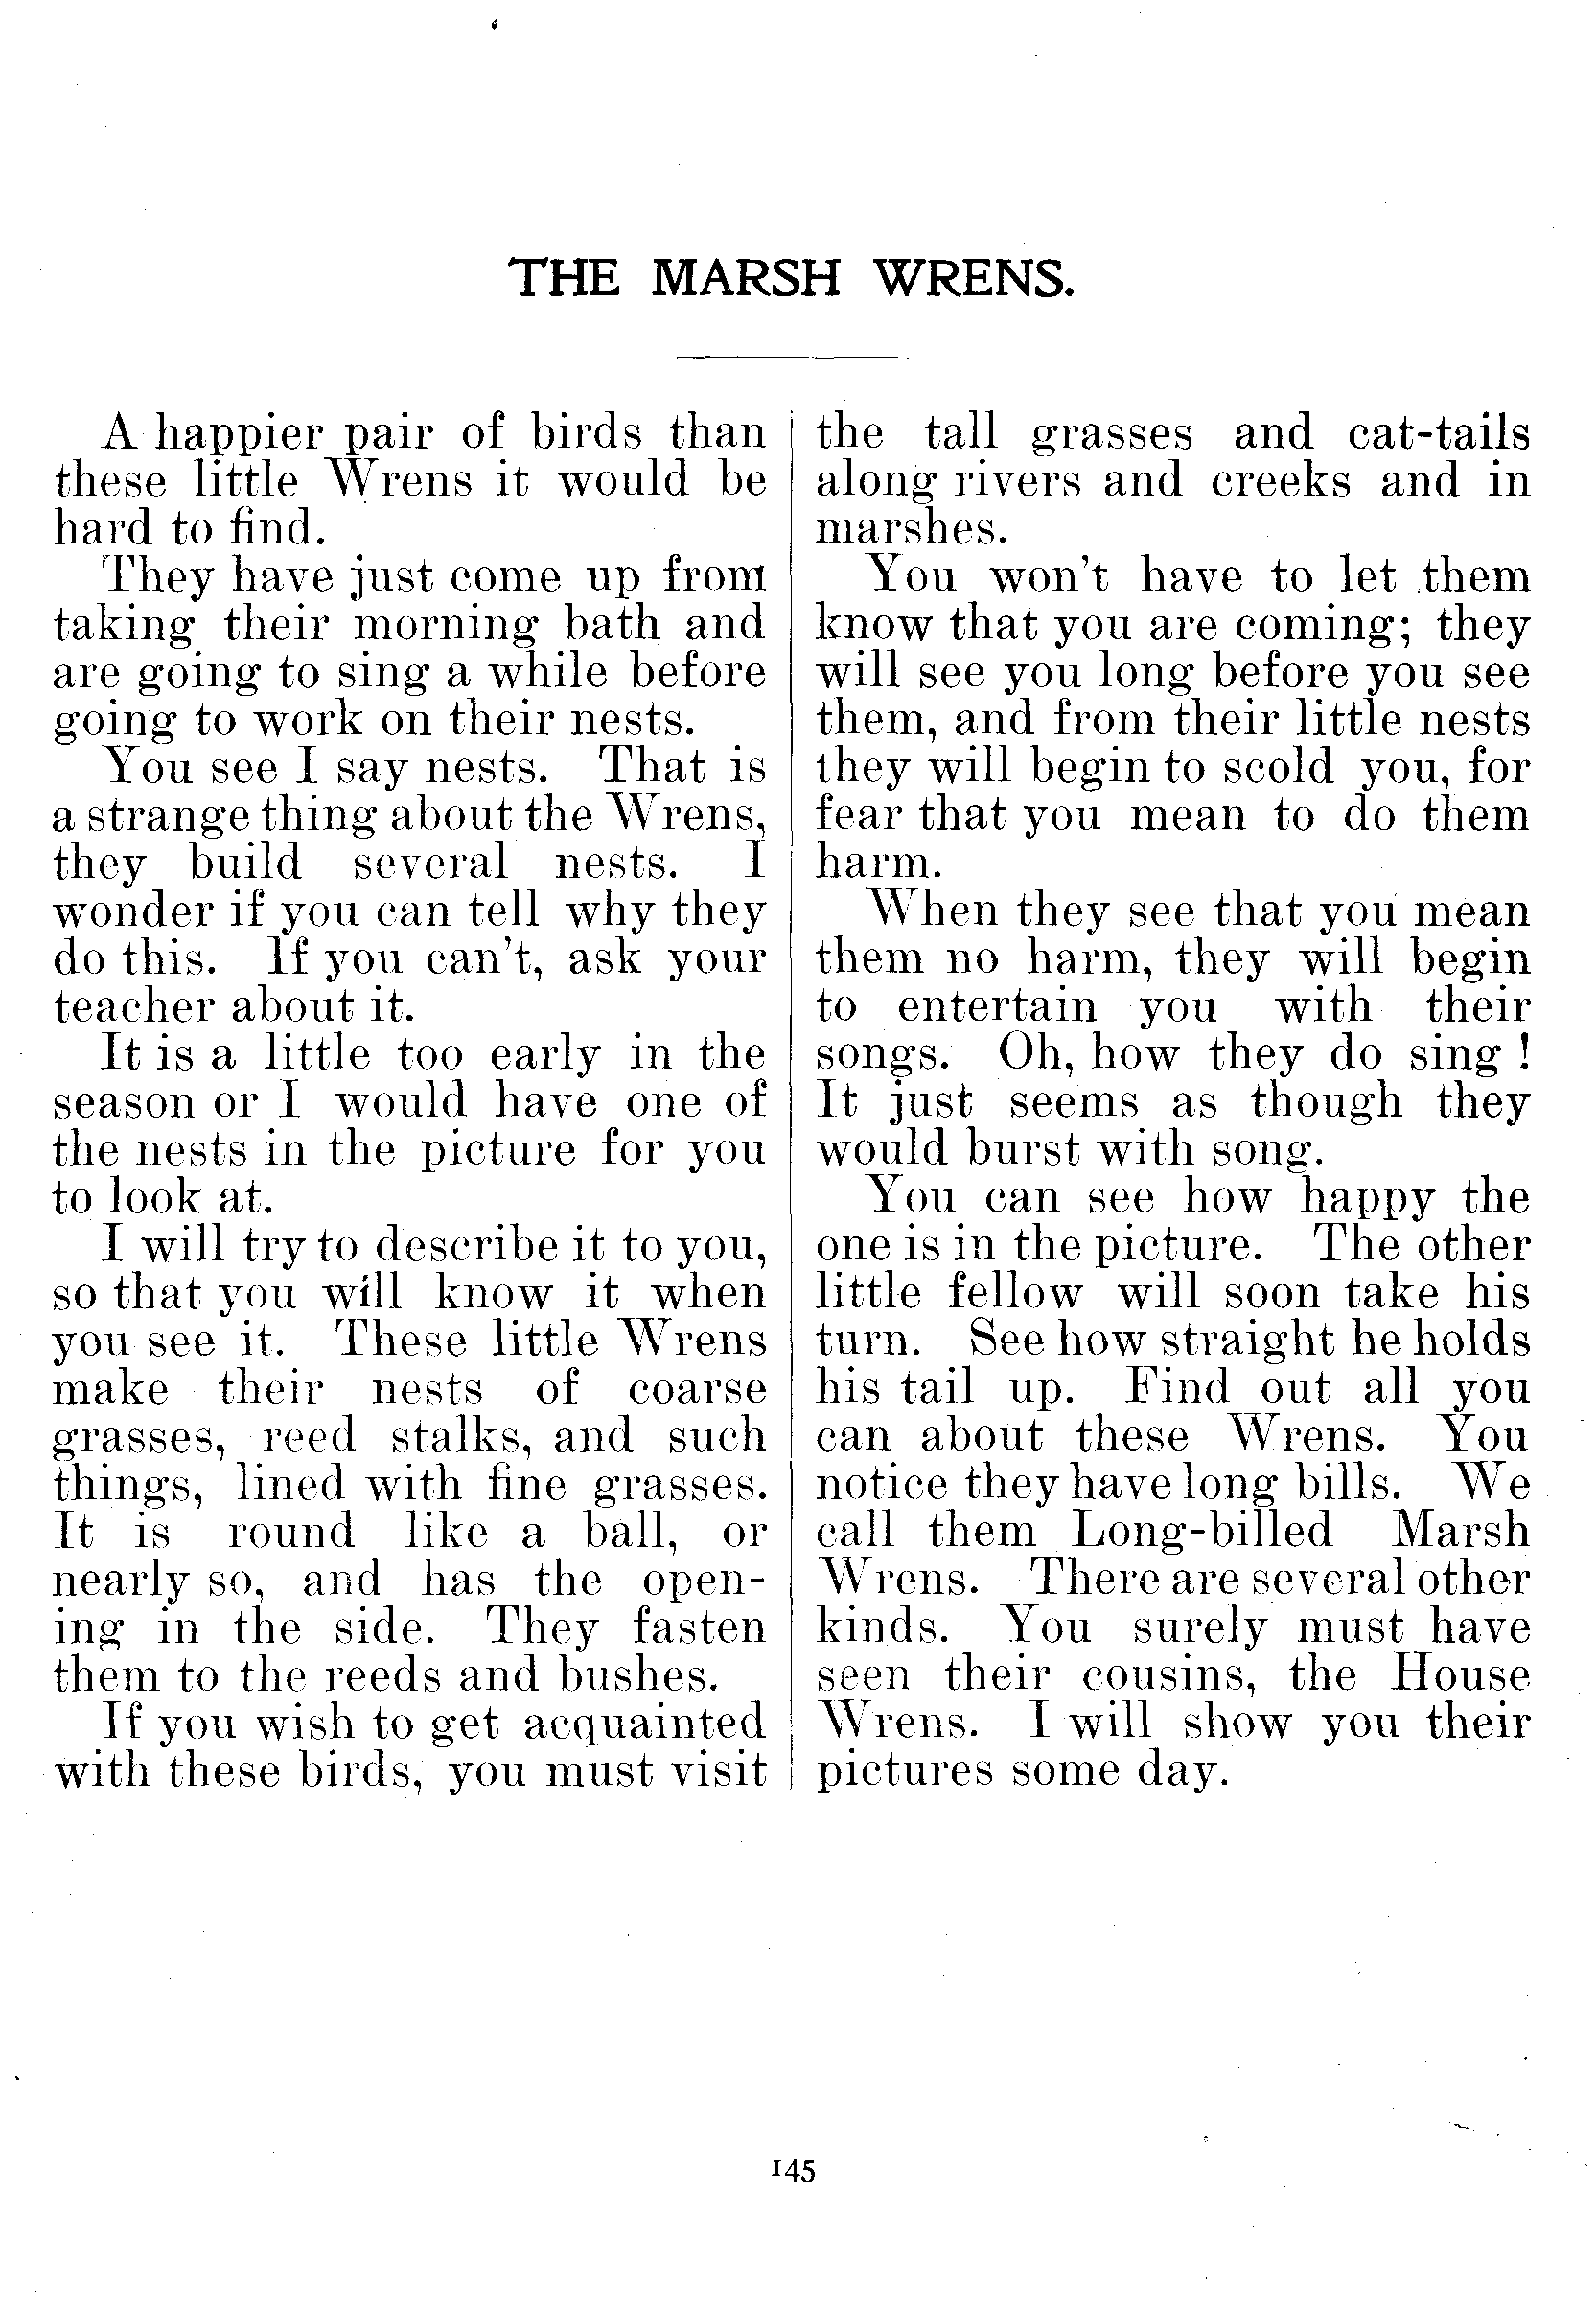 THE MARSH WRENS.
A happier pair of birds than
these little Wrens it would be
hard to find.
They have just come up from
taking their morning bath and
are going to sing a while before
going to work on their nests.
You see I say nests. That is
a strange thing about the Wrens,
they build several nests. I
wonder if you can tell why they
do this. If you can't, ask your
teacher about it.
It is a little too early in the
season or I would have one of
the nests in the picture for you
to look at.
I will try to describe it to you,
so that you will know it when
you see it. These little Wrens
make their nests of coarse
grasses, reed stalks, and such
things, lined with fine grasses.
It is round like a ball, or
nearly so, and has the open-
ing in the side. They fasten
them to the reeds and bushes.
If you wish to get acquainted
with these birds, you must visit
the tall grasses and cat-tails
along rivers and creeks and in
marshes.
You won't have to let them
know that you are coming; they
will see you long before you see
them, and from their little nests
they will begin to scold you, for
fear that you mean to do them
harm.
When they see that you mean
them no harm, they will begin
to entertain you with their
songs. Oh, how they do sing!
It just seems as though they
would burst with song.
You can see how happy the
one is in the picture. The other
little fellow will soon take his
turn. See how straight he holds
his tail up. Find out all you
can about these Wrens. You
notice they have long bills. We
call them Long-billed Marsh
Wrens. There are several other
kinds. You surely must have
seen their cousins, the House
Wrens. I will show you their
pictures some day.
145